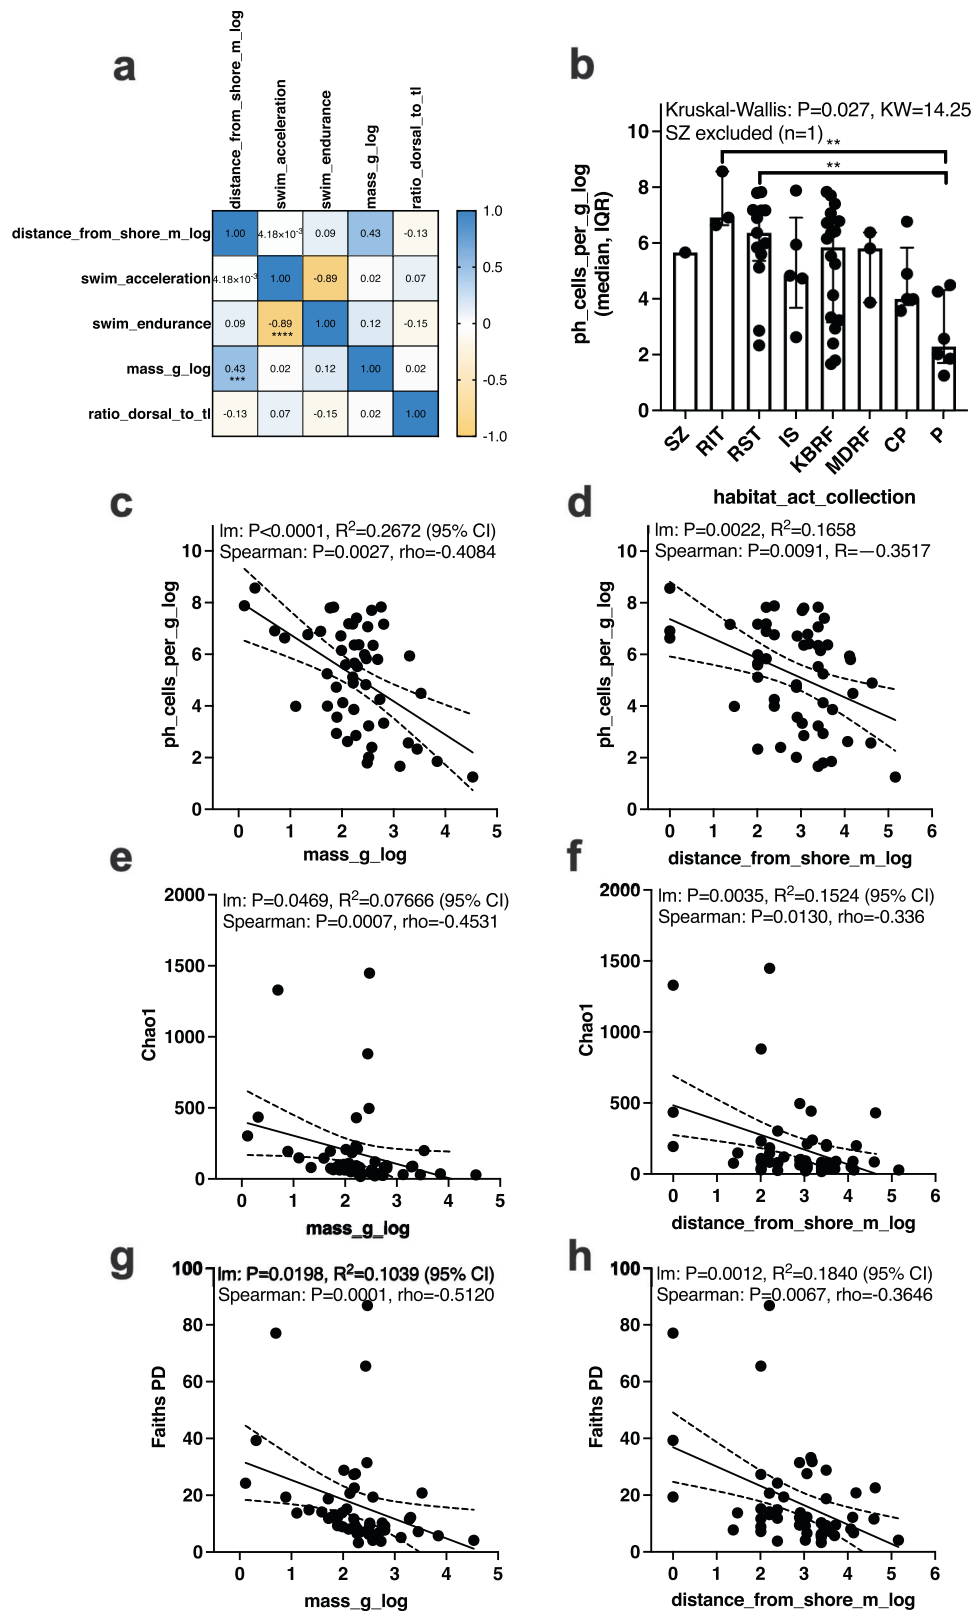 a
distance_from_shore_m_log
swim_acceleration
swim_endurance
mass_g_log
ratio_dorsal_to_tl
distance_from_shore_m_log 1.00 4.18×10⁻³ 0.09 0.43 -0.13
swim_acceleration 4.18×10⁻³ 1.00 -0.89 0.02 0.07
swim_endurance 0.09 -0.89 **** 1.00 0.12 -0.15
mass_g_log 0.43 *** 0.02 0.12 1.00 0.02
ratio_dorsal_to_tl -0.13 0.07 -0.15 0.02 1.00
1.0
0.5
0
-0.5
-1.0
b
Kruskal-Wallis: P=0.027, KW=14.25
SZ excluded (n=1)
**
**
ph_cells_per_g_log
(median, IQR)
10
8
6
4
2
0
SZ RIT RST IS KBRF MDRF CP P
habitat_act_collection
c
lm: P<0.0001, R²=0.2672 (95% CI)
Spearman: P=0.0027, rho=-0.4084
ph_cells_per_g_log
10
8
6
4
2
0
0 1 2 3 4 5
mass_g_log
d
lm: P=0.0022, R²=0.1658
Spearman: P=0.0091, R=−0.3517
ph_cells_per_g_log
10
8
6
4
2
0
0 1 2 3 4 5 6
distance_from_shore_m_log
e
lm: P=0.0469, R²=0.07666 (95% CI)
Spearman: P=0.0007, rho=-0.4531
Chao1
2000
1500
1000
500
0
0 1 2 3 4 5
mass_g_log
f
lm: P=0.0035, R²=0.1524 (95% CI)
Spearman: P=0.0130, rho=-0.336
Chao1
2000
1500
1000
500
0
0 1 2 3 4 5 6
distance_from_shore_m_log
g
lm: P=0.0198, R²=0.1039 (95% CI)
Spearman: P=0.0001, rho=-0.5120
Faiths PD
100
80
60
40
20
0
0 1 2 3 4 5
mass_g_log
h
lm: P=0.0012, R²=0.1840 (95% CI)
Spearman: P=0.0067, rho=-0.3646
Faiths PD
100
80
60
40
20
0
0 1 2 3 4 5 6
distance_from_shore_m_log